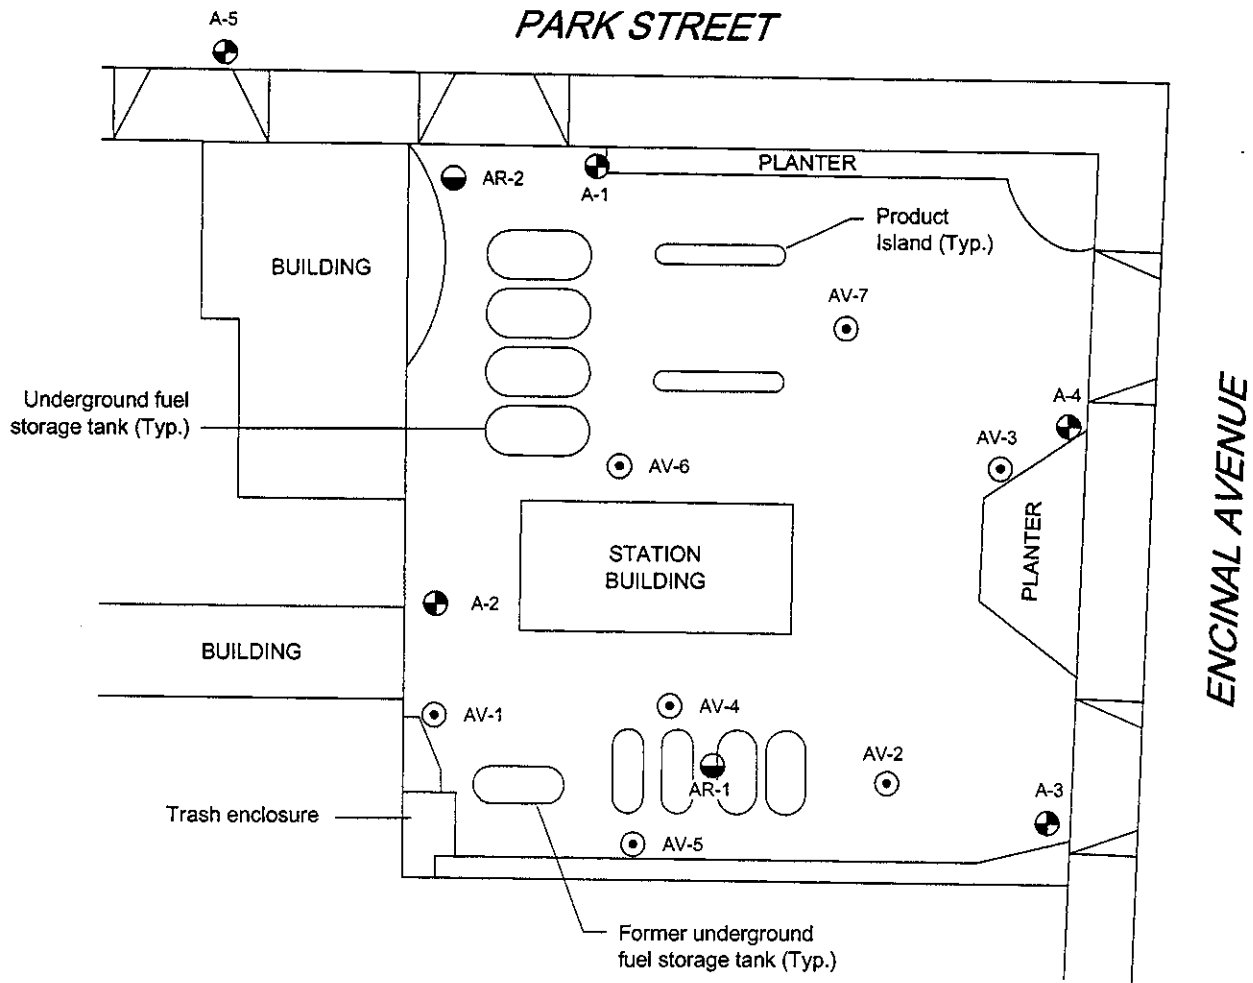 A-5
PARK STREET
PLANTER
AR-2
A-1
Product
Island (Typ.)
BUILDING
AV-7
Underground fuel
storage tank (Typ.)
A-4
AV-3
AV-6
ENCINAL AVENUE
STATION
BUILDING
PLANTER
A-2
BUILDING
AV-1
AV-4
AV-2
AR-1
A-3
Trash enclosure
AV-5
Former underground
fuel storage tank (Typ.)